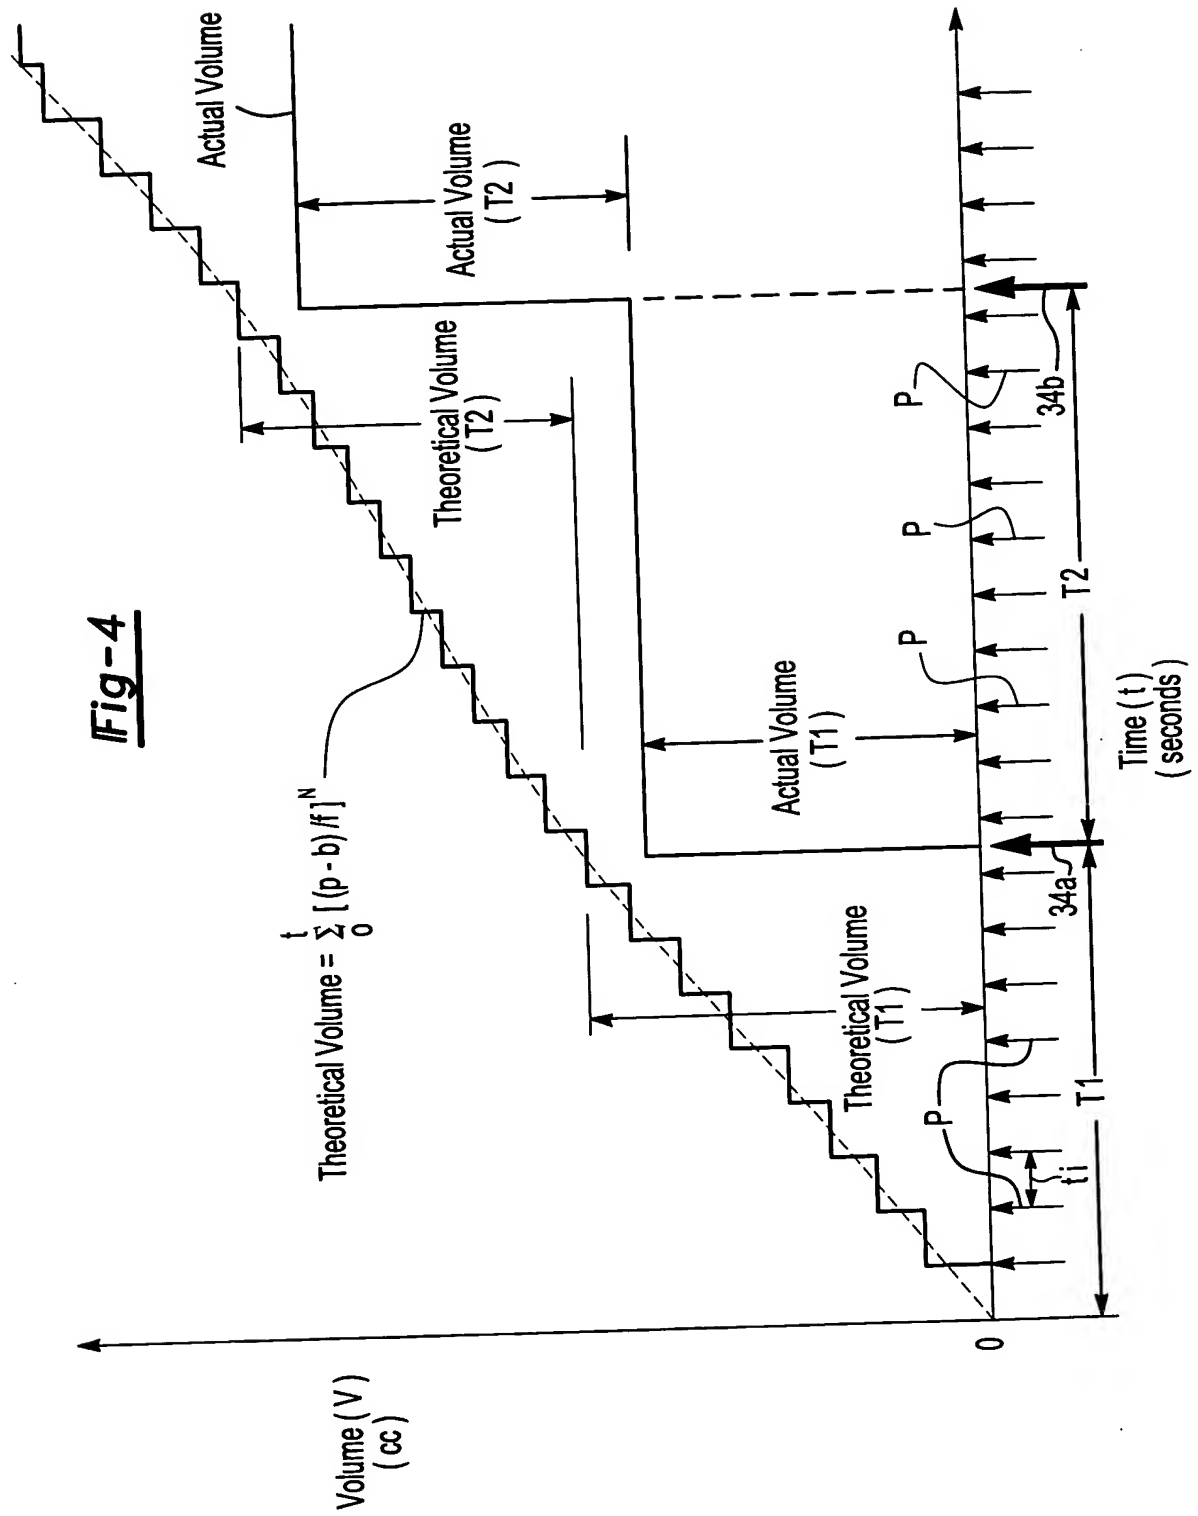 Fig-4
Theoretical Volume = t Σ 0 [(p - b) /f]^N
Actual Volume
Actual Volume
(T2)
Theoretical Volume
(T2)
Actual Volume
(T1)
Theoretical Volume
(T1)
Volume (V)
(cc)
0
P
P
P
P
ti
34a
34b
T1
T2
Time (t)
(seconds)